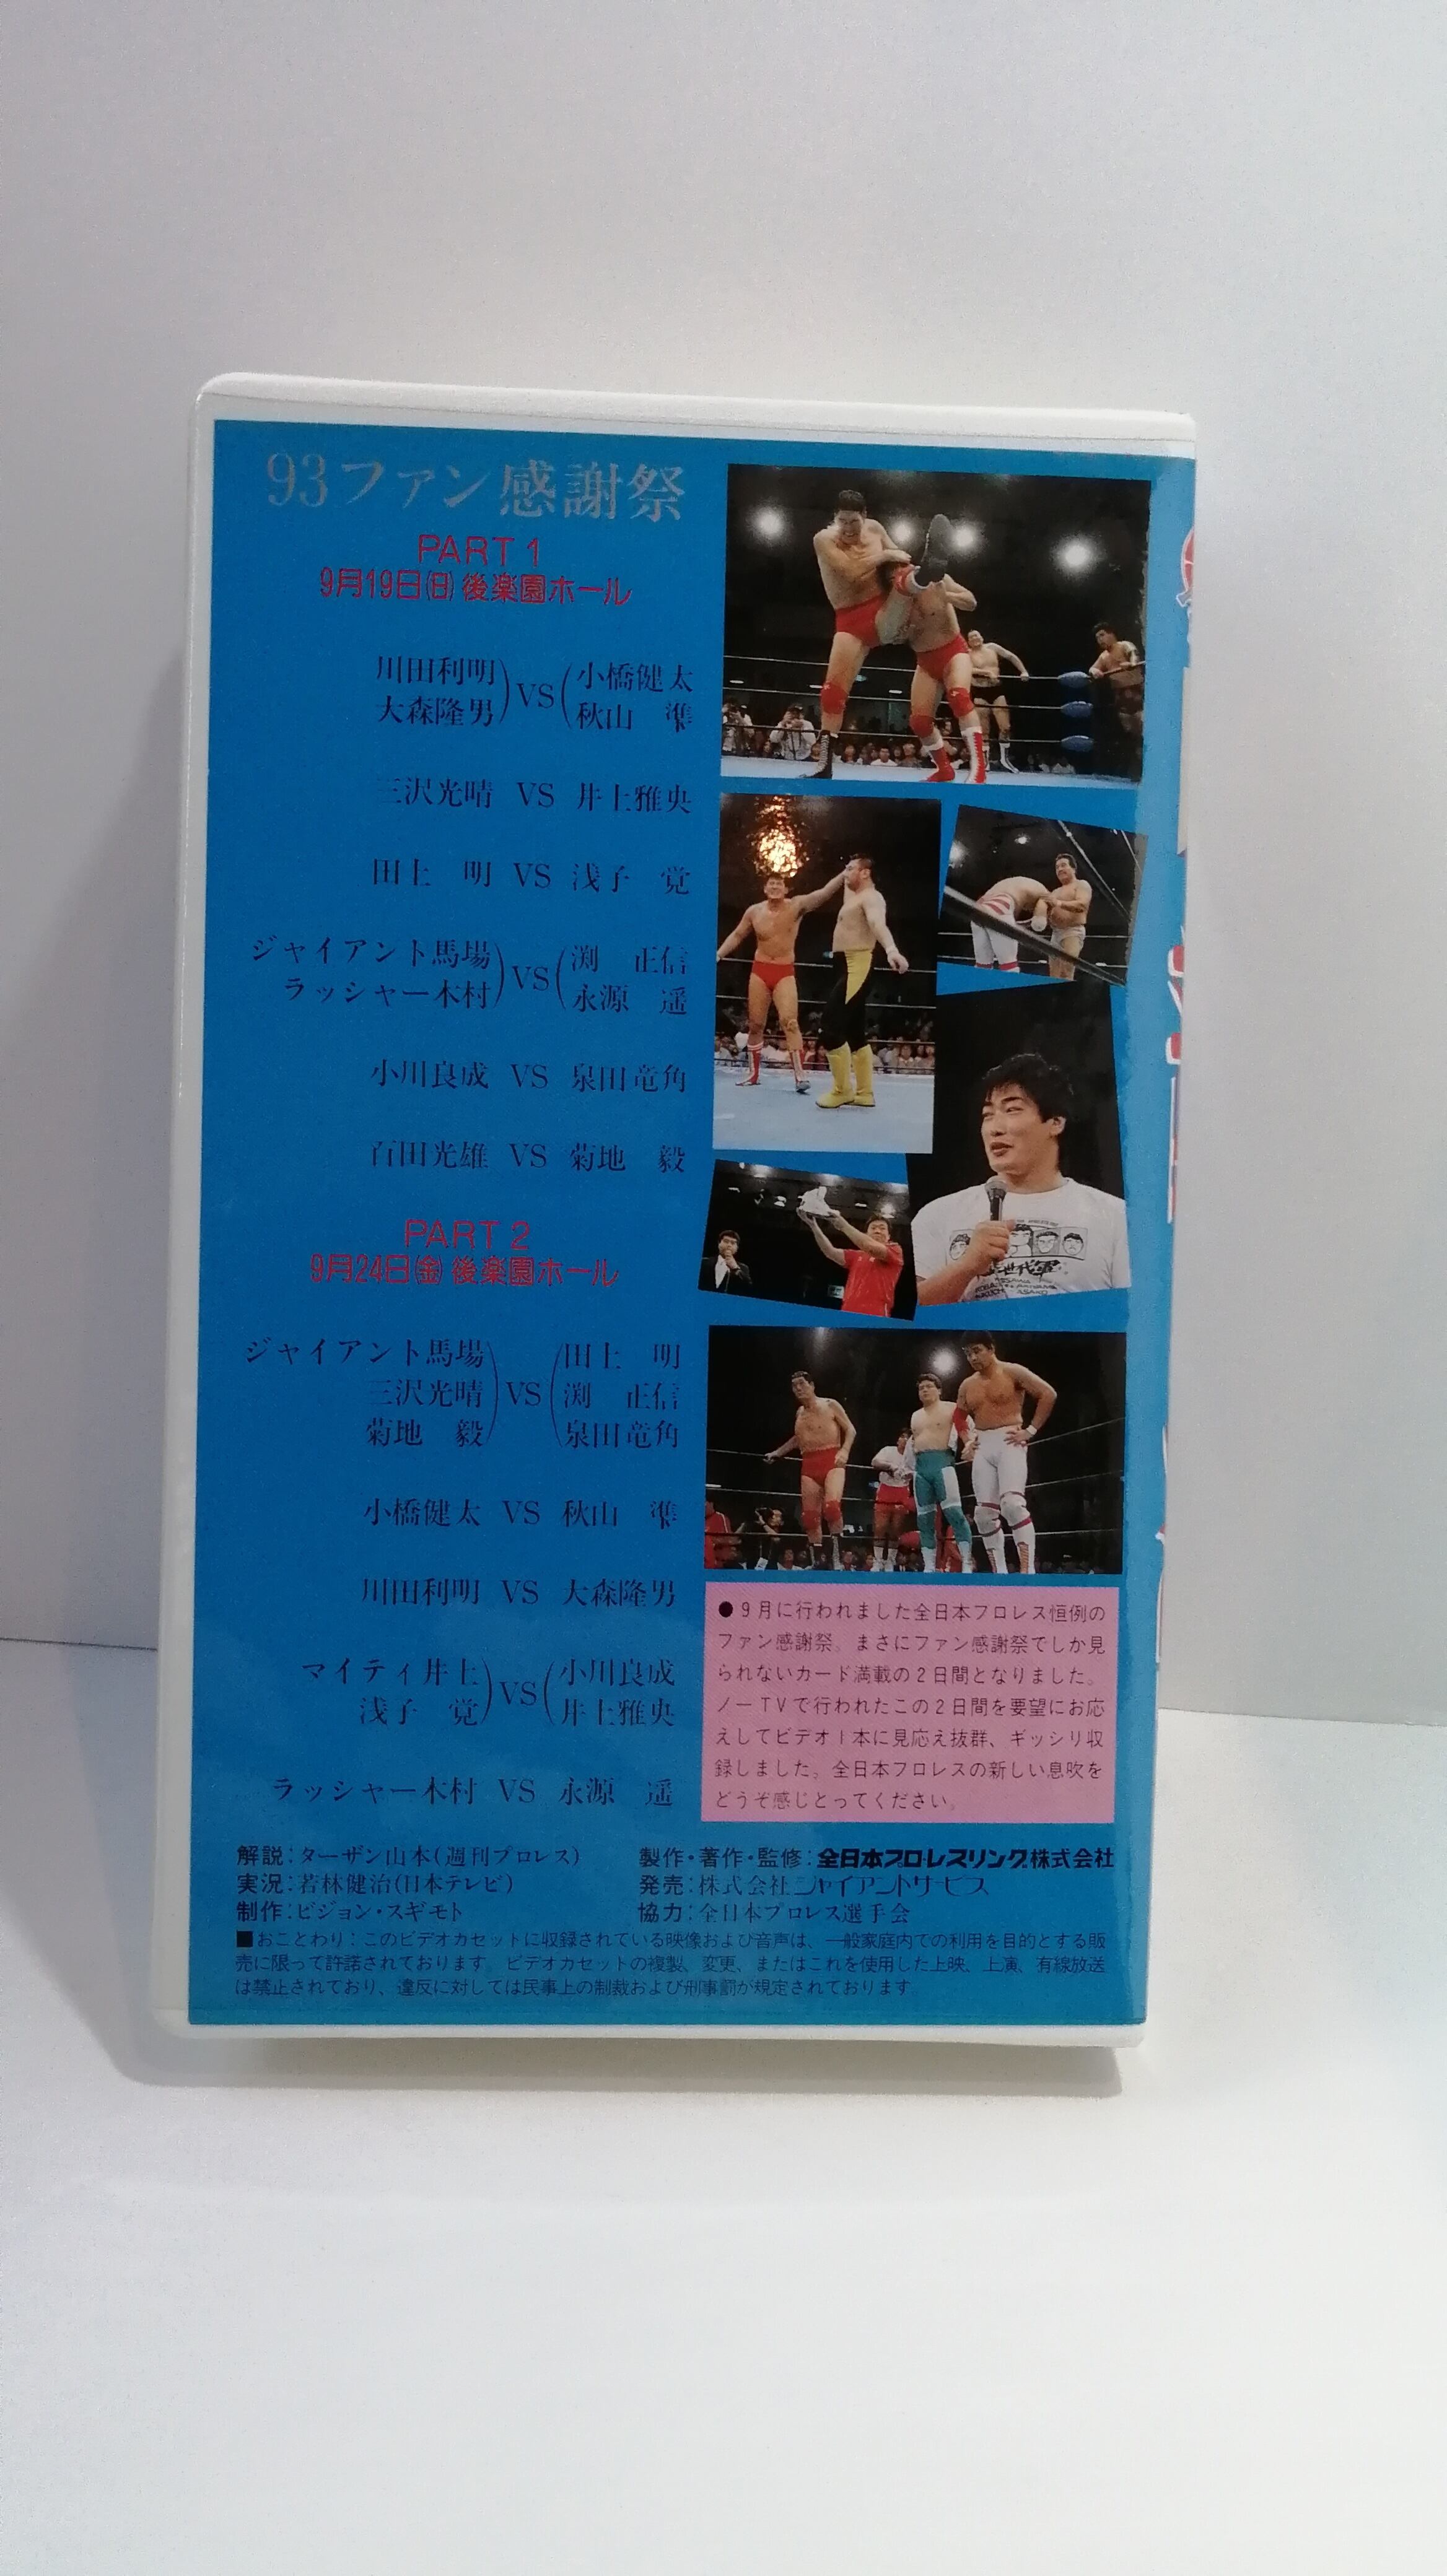 93ファン感謝祭
PART 1
9月19日(日)後楽園ホール
川田利明
大森隆男 VS 小橋健太
秋山 準
三沢光晴 VS 井上雅央
田上 明 VS 浅子 覚
ジャイアント馬場
ラッシャー木村 VS 渕 正信
永源 遥
小川良成 VS 泉田竜角
百田光雄 VS 菊地 毅
PART 2
9月24日(金)後楽園ホール
ジャイアント馬場
三沢光晴
菊地 毅 VS 田上 明
渕 正信
泉田竜角
小橋健太 VS 秋山 準
川田利明 VS 大森隆男
マイティ井上
浅子 覚 VS 小川良成
井上雅央
ラッシャー木村 VS 永源 遥
●9月に行われました全日本プロレス恒例の
ファン感謝祭。まさにファン感謝祭でしか見
られないカード満載の2日間となりました。
ノーTVで行われたこの2日間を要望にお応
えしてビデオ1本に見応え抜群、ギッシリ収
録しました。全日本プロレスの新しい息吹を
どうぞ感じとってください。
解説:ターザン山本(週刊プロレス)
実況:若林健治(日本テレビ)
制作:ビジョン・スギモト
製作・著作・監修:全日本プロレスリング株式会社
発売:株式会社ジャイアントサービス
協力:全日本プロレス選手会
■おことわり:このビデオカセットに収録されている映像および音声は、一般家庭内での利用を目的とする販
売に限って許諾されております。ビデオカセットの複製、変更、またはこれを使用した上映、上演、有線放送
は禁止されており、違反に対しては民事上の制裁および刑事罰が規定されております